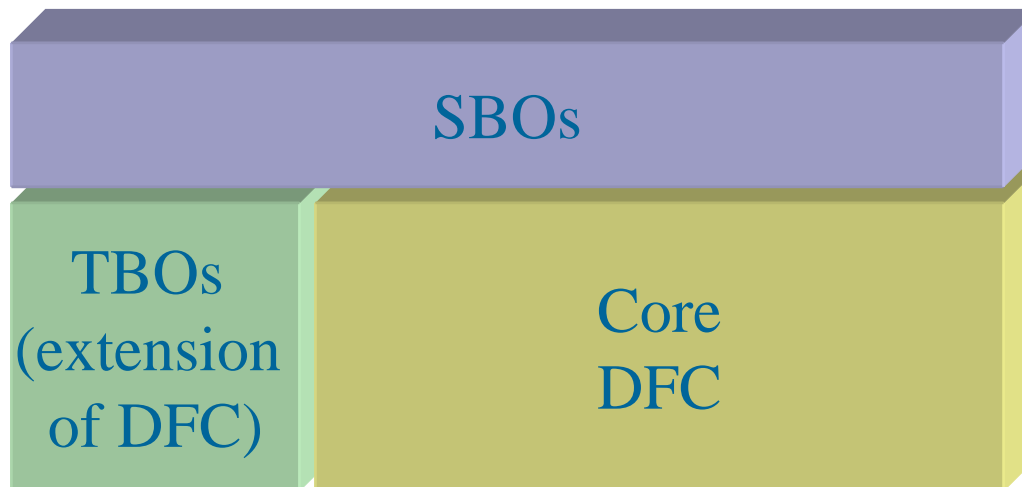 SBOs
TBOs
(extension
of DFC)
Core
DFC